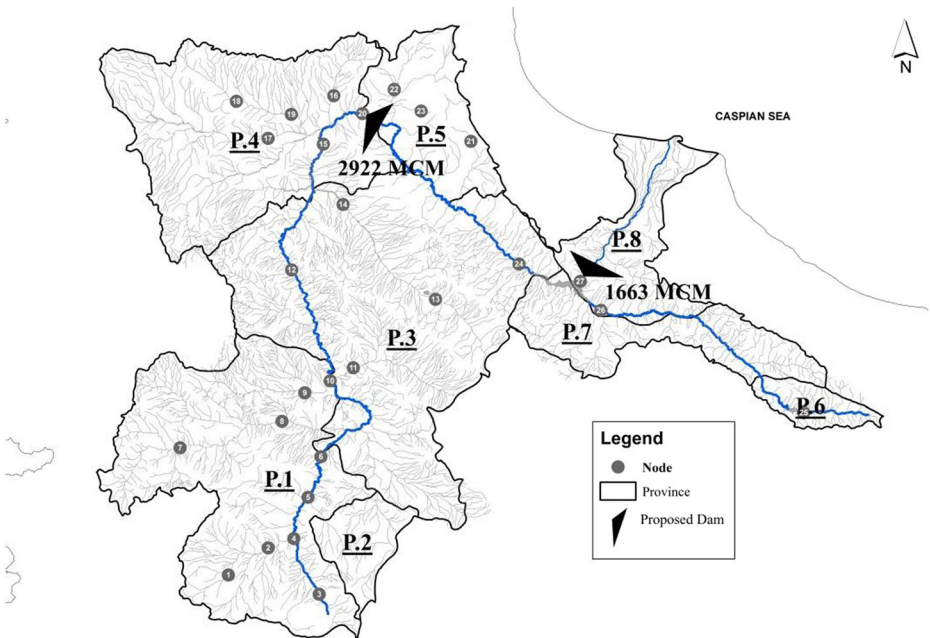 N
CASPIAN SEA
22
18
16
23
19
20
P.4
17
P.5
21
15
2922 MCM
14
P.8
24
12
27
1663 MCM
13
26
P.7
P.3
11
10
9
P.6
25
8
Legend
7
6
Node
P.1
Province
5
Proposed Dam
4
P.2
2
1
3